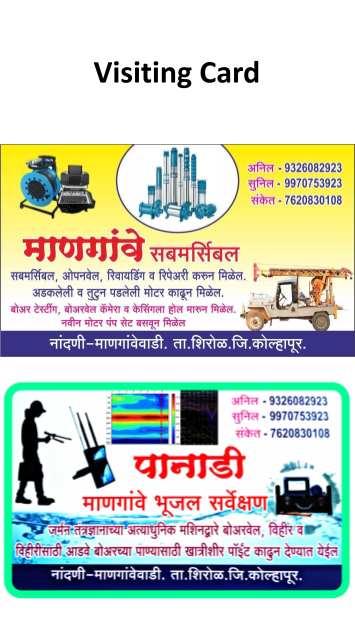 Visiting Card
अनिल - 9326082923
सुनिल - 9970753923
संकेत - 7620830108
माणगांवे सबमर्सिबल
सबमर्सिबल, ओपनवेल, रिवायडिंग व रिपेअरी करुन मिळेल.
अडकलेली व तुटुन पडलेली मोटर काढून मिळेल.
बोअर टेस्टींग, बोअरवेल कॅमेरा व केसिंगला होल मारुन मिळेल.
नवीन मोटर पंप सेट बसवून मिळेल
नांदणी-माणगांवेवाडी. ता.शिरोळ.जि.कोल्हापूर.
अनिल - 9326082923
सुनिल - 9970753923
संकेत - 7620830108
पानाडी
माणगांवे भूजल सर्वेक्षण
जर्मन तंत्रज्ञानाच्या अत्याधुनिक मशिनद्वारे बोअरवेल, विहीर व
विहीरीसाठी आडवे बोअरच्या पाण्यासाठी खात्रीशीर पॉईंट काढुन देण्यात येईल
नांदणी-माणगांवेवाडी. ता.शिरोळ.जि.कोल्हापूर.